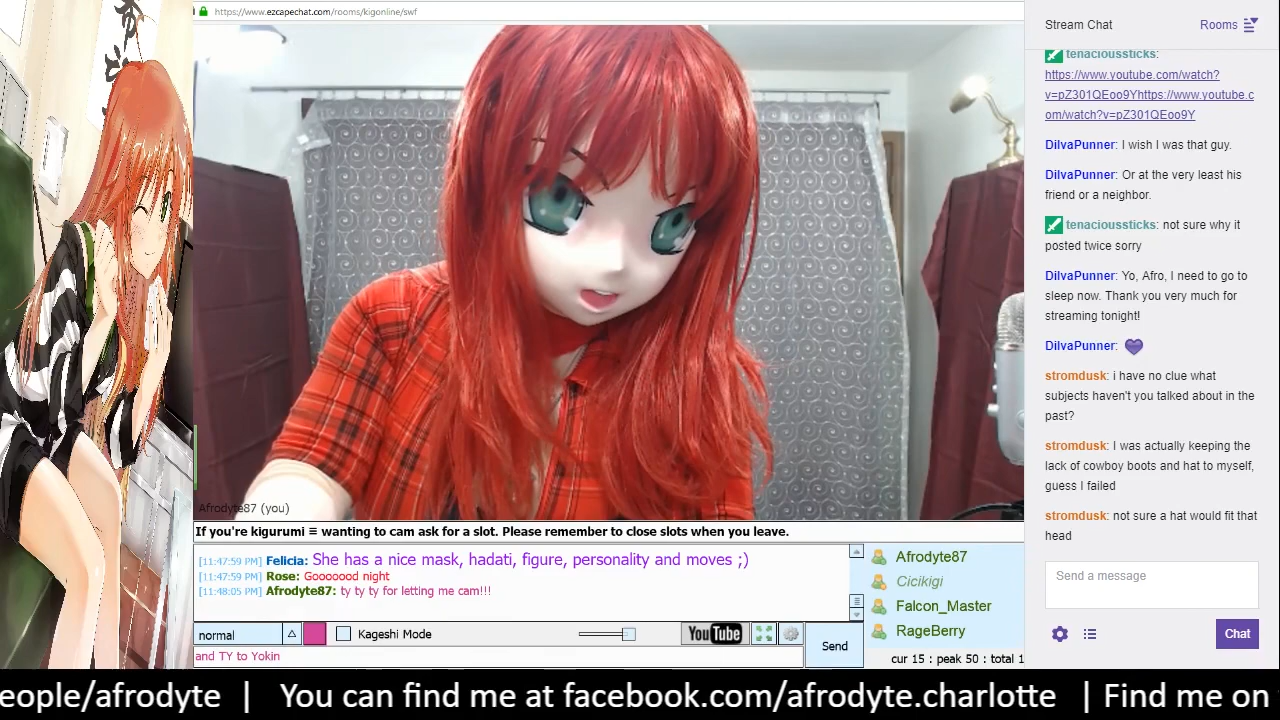 https://www.ezcapechat.com/rooms/kigonline/swf
Afrodyte87 (you)
If you're kigurumi ≡ wanting to cam ask for a slot. Please remember to close slots when you leave.
[11:47:59 PM] Felicia: She has a nice mask, hadati, figure, personality and moves ;)
[11:47:59 PM] Rose: Gooooood night
[11:48:05 PM] Afrodyte87: ty ty ty for letting me cam!!!
normal
Kageshi Mode
YouTube
Send
and TY to Yokin
Afrodyte87
Cicikigi
Falcon_Master
RageBerry
cur 15 : peak 50 : total 1
Stream Chat
Rooms
tenacioussticks:
https://www.youtube.com/watch?
v=pZ301QEoo9Yhttps://www.youtube.c
om/watch?v=pZ301QEoo9Y
DilvaPunner: I wish I was that guy.
DilvaPunner: Or at the very least his
friend or a neighbor.
tenacioussticks: not sure why it
posted twice sorry
DilvaPunner: Yo, Afro, I need to go to
sleep now. Thank you very much for
streaming tonight!
DilvaPunner:
stromdusk: i have no clue what
subjects haven't you talked about in the
past?
stromdusk: I was actually keeping the
lack of cowboy boots and hat to myself,
guess I failed
stromdusk: not sure a hat would fit that
head
Send a message
Chat
eople/afrodyte | You can find me at facebook.com/afrodyte.charlotte | Find me on